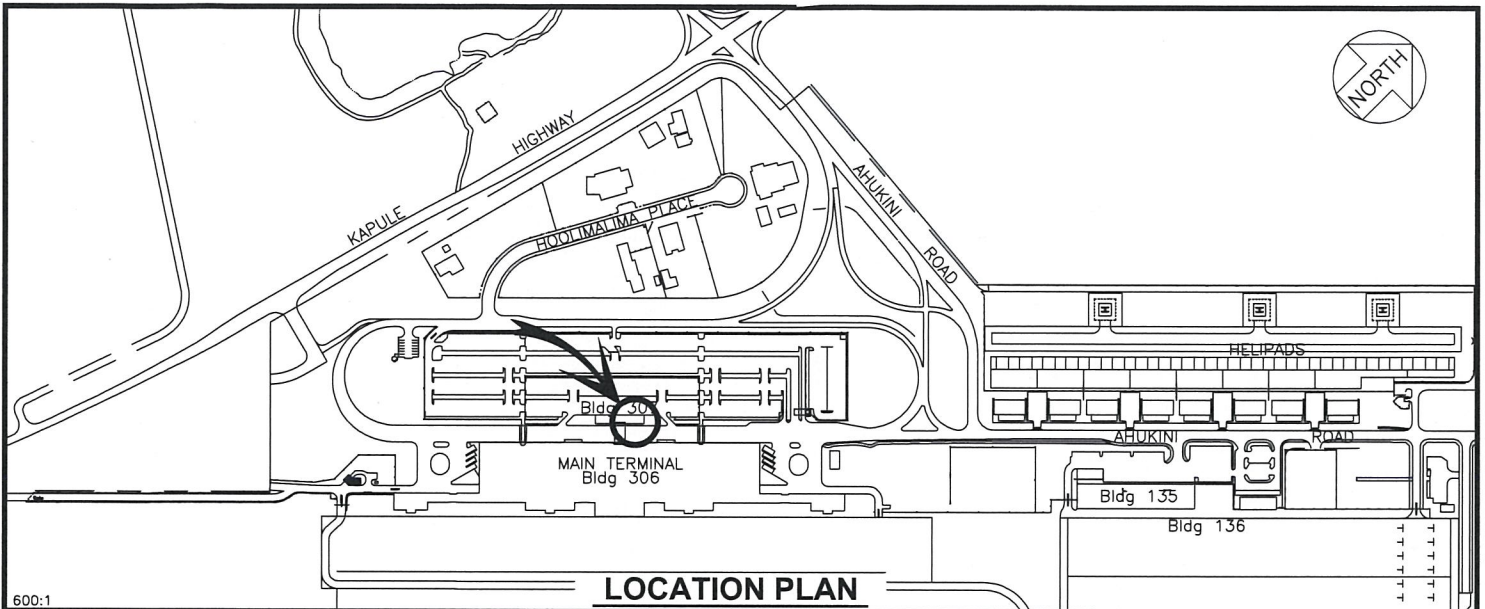 NORTH
HIGHWAY
KAPULE
HOOLIMALIMA PLACE
AHUKINI
ROAD
HELIPADS
H
H
H
Bldg 30
MAIN TERMINAL
Bldg 306
AHUKINI ROAD
Bldg 135
Bldg 136
LOCATION PLAN
600:1